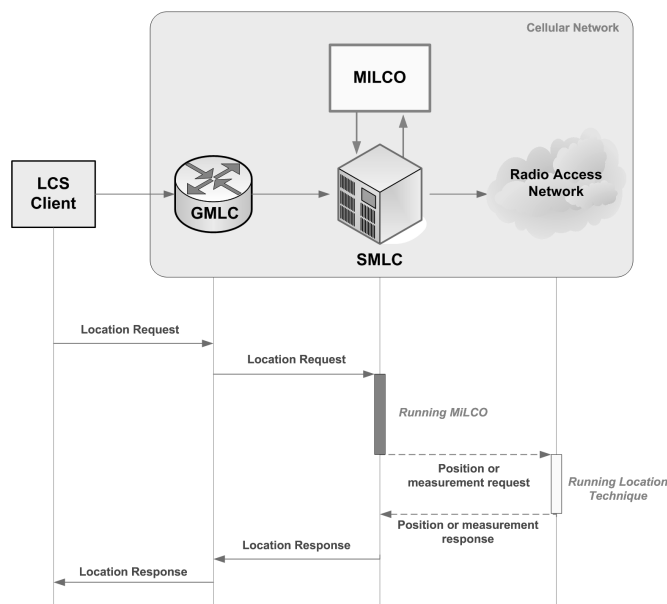 Cellular Network
MILCO
LCS
Client
GMLC
SMLC
Radio Access
Network
Location Request
Location Request
Running MiLCO
Position or
measurement request
Running Location
Technique
Position or measurement
response
Location Response
Location Response